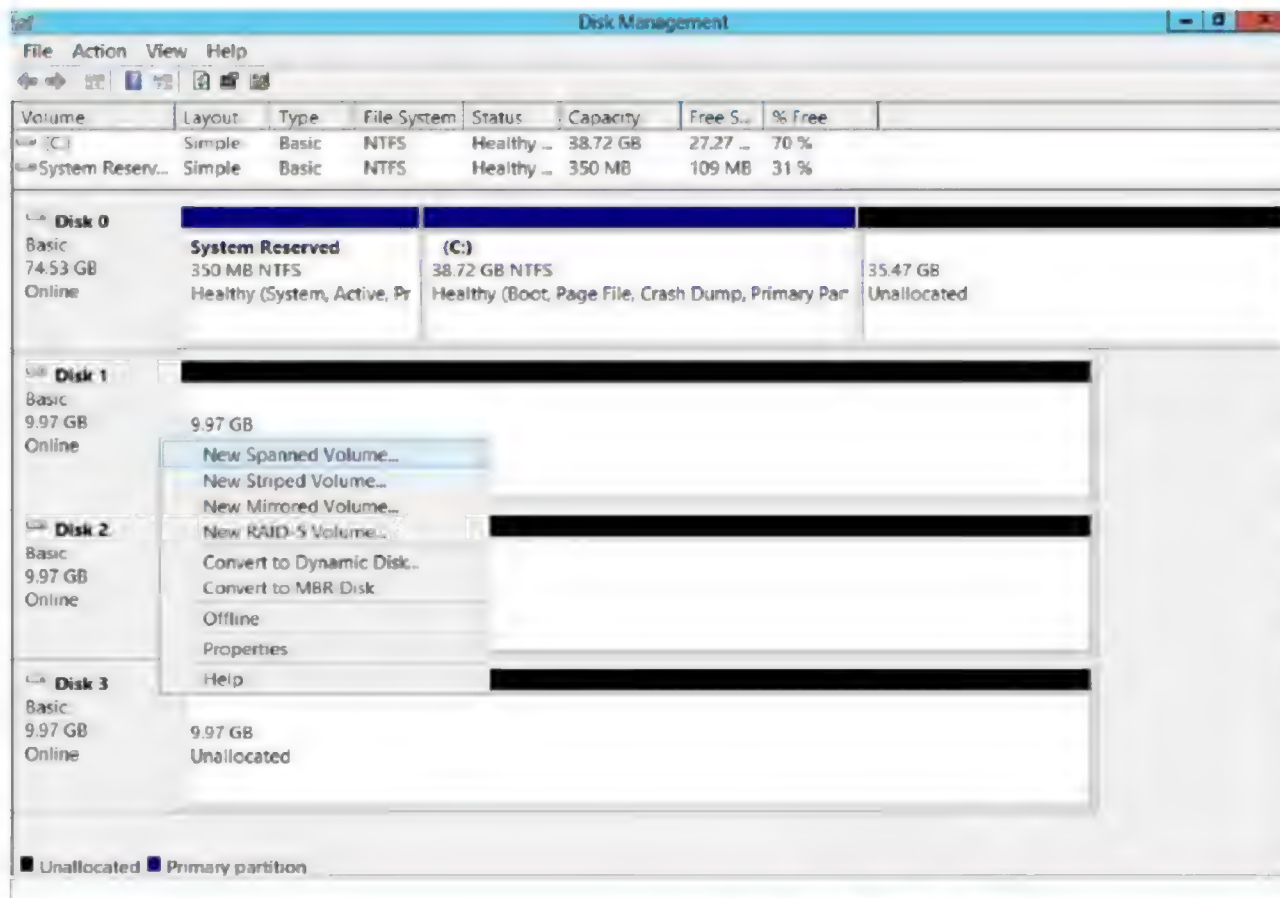 Disk Management
File Action View Help
Volume Layout Type File System Status Capacity Free S... % Free
(C:) Simple Basic NTFS Healthy ... 38.72 GB 27.27 ... 70 %
System Reserv... Simple Basic NTFS Healthy ... 350 MB 109 MB 31 %
Disk 0
Basic
74.53 GB
Online
System Reserved
350 MB NTFS
Healthy (System, Active, Pr
(C:)
38.72 GB NTFS
Healthy (Boot, Page File, Crash Dump, Primary Par
35.47 GB
Unallocated
Disk 1
Basic
9.97 GB
Online
9.97 GB
New Spanned Volume...
New Striped Volume...
New Mirrored Volume...
New RAID-5 Volume...
Convert to Dynamic Disk...
Convert to MBR Disk
Offline
Properties
Help
Disk 2
Basic
9.97 GB
Online
Disk 3
Basic
9.97 GB
Online
9.97 GB
Unallocated
Unallocated Primary partition